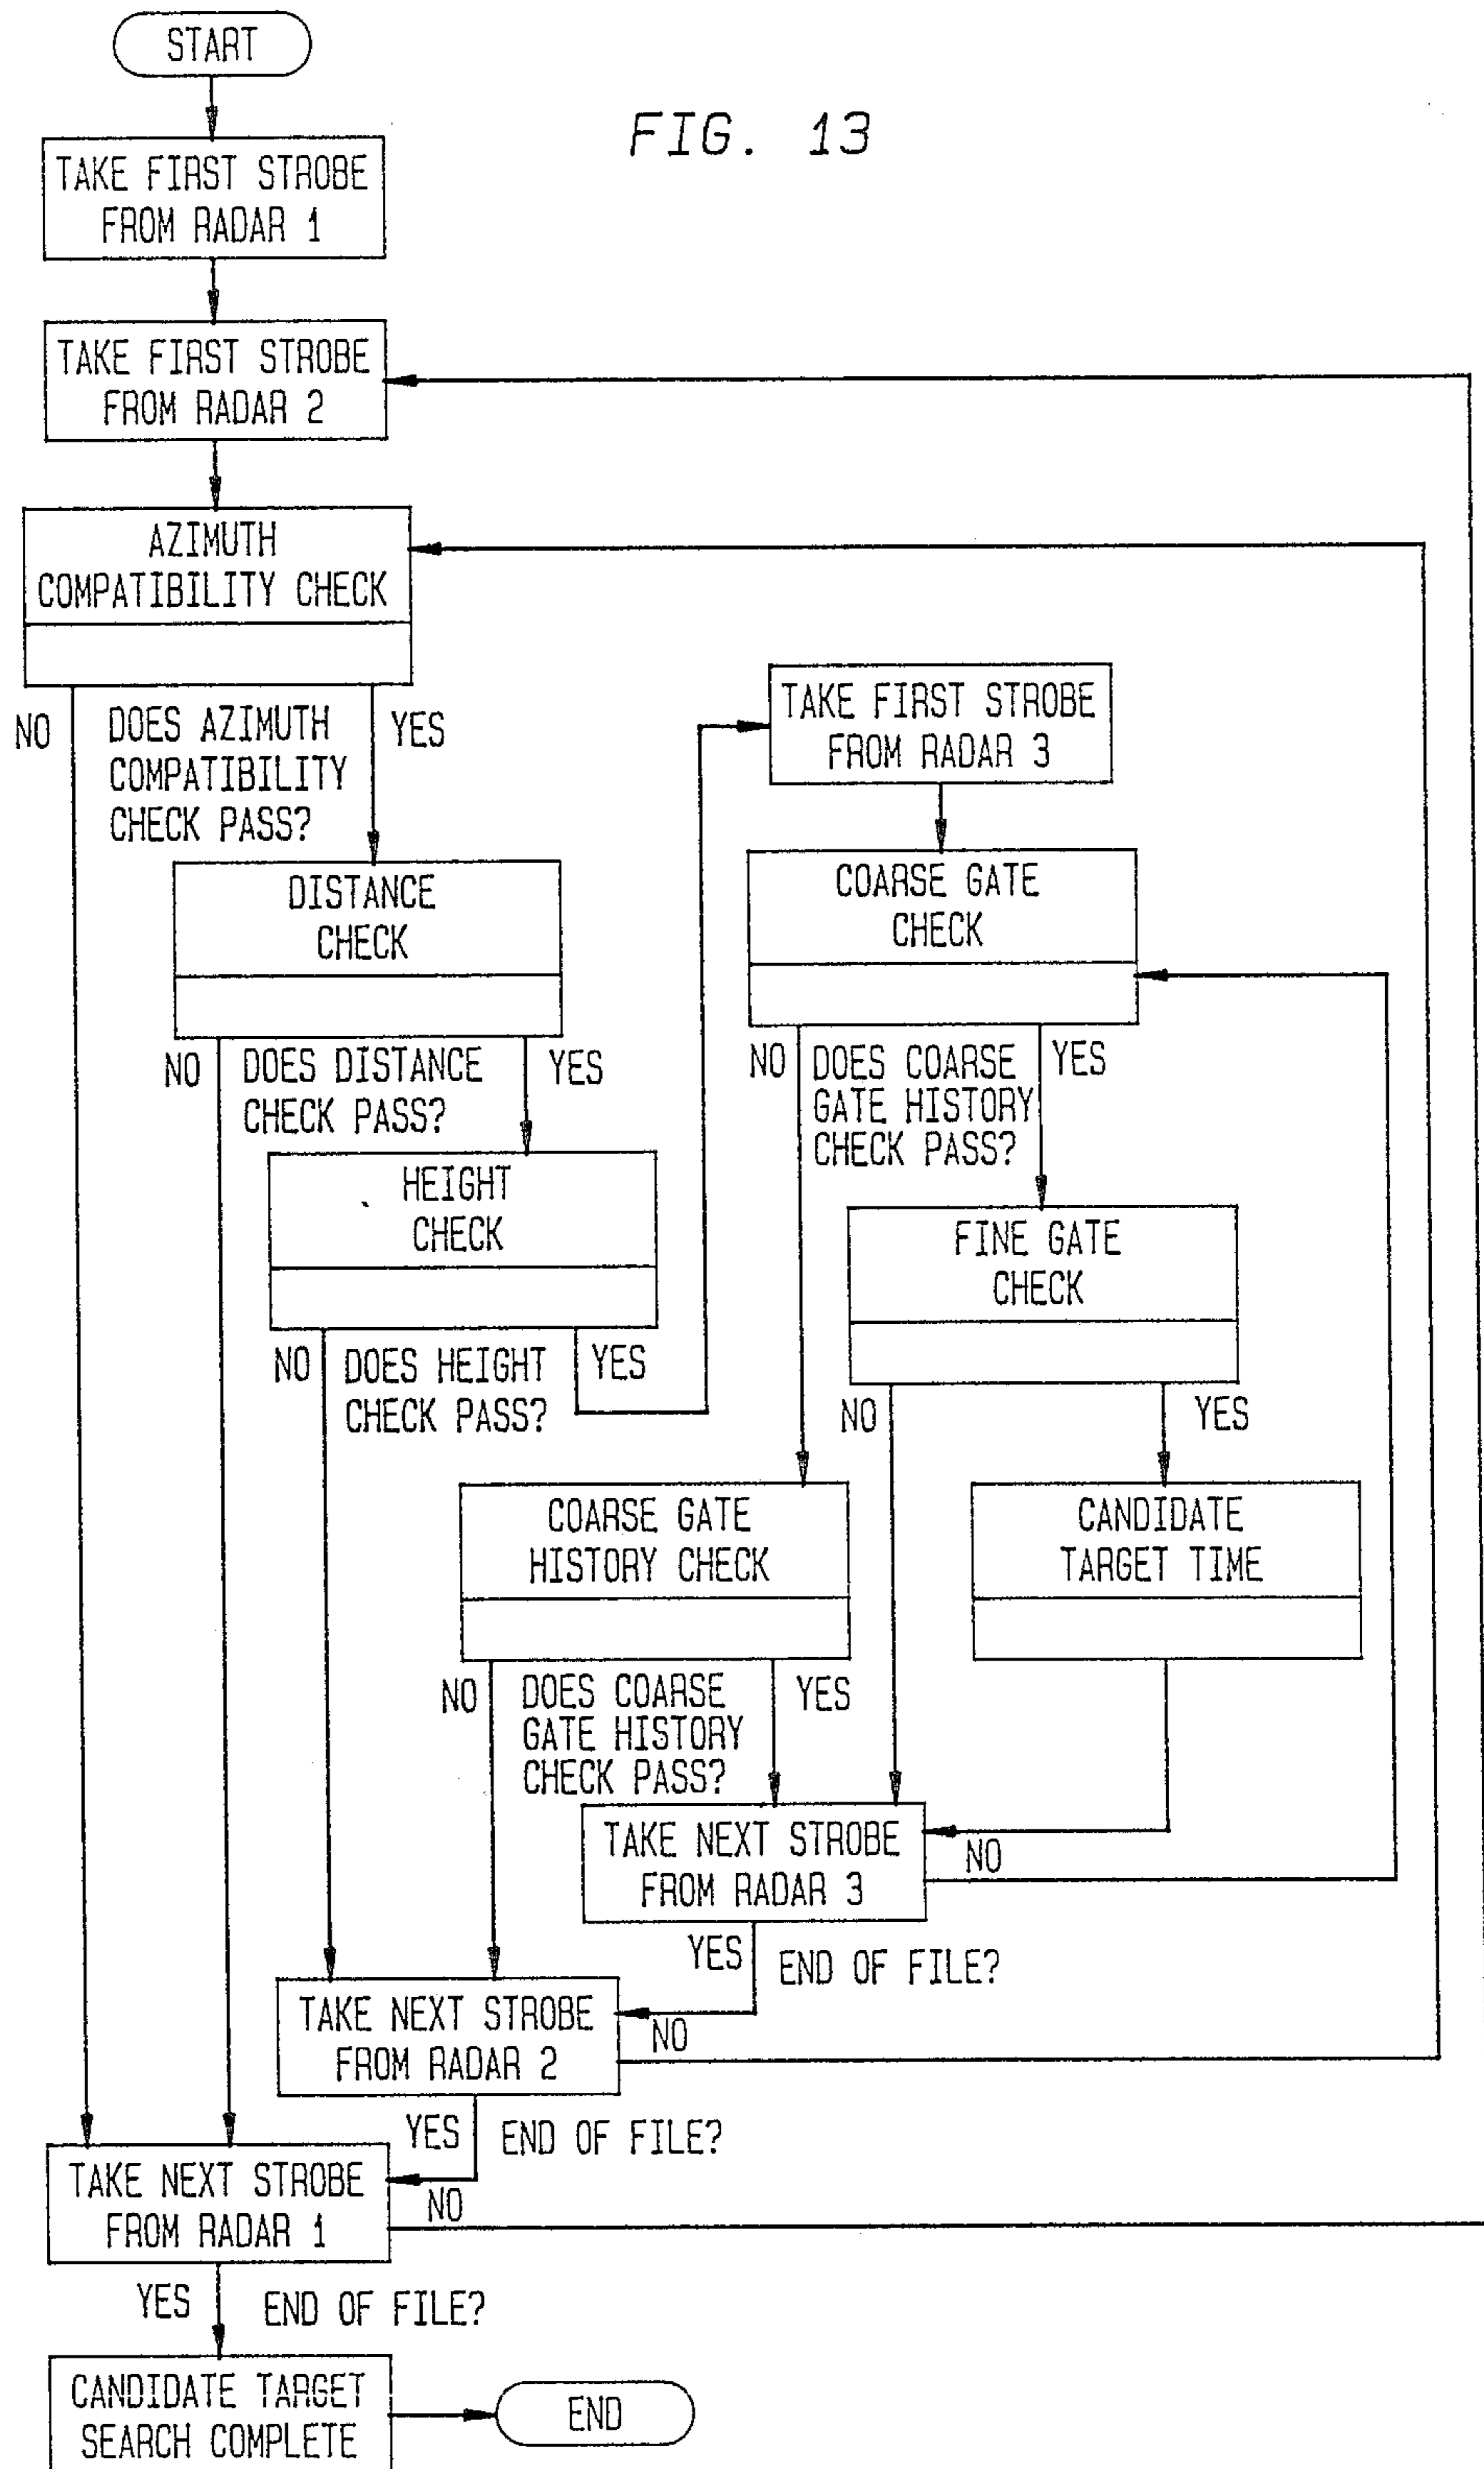 START
FIG. 13
TAKE FIRST STROBE
FROM RADAR 1
TAKE FIRST STROBE
FROM RADAR 2
AZIMUTH
COMPATIBILITY CHECK
NO
DOES AZIMUTH
COMPATIBILITY
CHECK PASS?
YES
DISTANCE
CHECK
NO
DOES DISTANCE
CHECK PASS?
YES
HEIGHT
CHECK
NO
DOES HEIGHT
CHECK PASS?
YES
TAKE FIRST STROBE
FROM RADAR 3
COARSE GATE
CHECK
NO
DOES COARSE
GATE HISTORY
CHECK PASS?
YES
FINE GATE
CHECK
NO
YES
COARSE GATE
HISTORY CHECK
CANDIDATE
TARGET TIME
NO
DOES COARSE
GATE HISTORY
CHECK PASS?
YES
TAKE NEXT STROBE
FROM RADAR 3
NO
YES
END OF FILE?
TAKE NEXT STROBE
FROM RADAR 2
NO
YES
END OF FILE?
TAKE NEXT STROBE
FROM RADAR 1
NO
YES
END OF FILE?
CANDIDATE TARGET
SEARCH COMPLETE
END